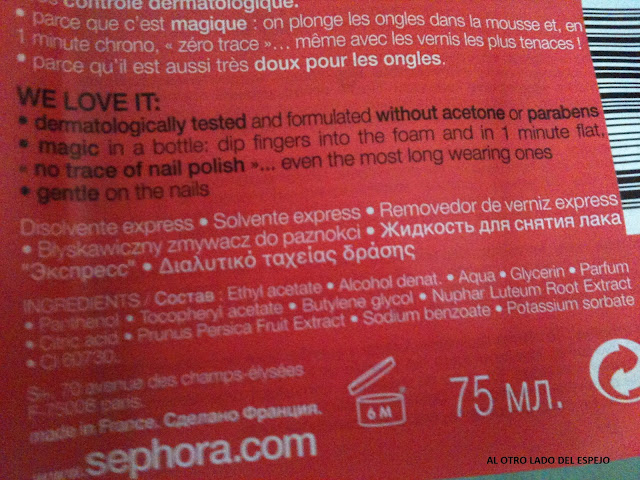 contrôle dermatologique.
• parce que c'est magique : on plonge les ongles dans la mousse et, en
1 minute chrono, « zéro trace »... même avec les vernis les plus tenaces !
• parce qu'il est aussi très doux pour les ongles.
WE LOVE IT:
• dermatologically tested and formulated without acetone or parabens
• magic in a bottle: dip fingers into the foam and in 1 minute flat,
« no trace of nail polish »... even the most long wearing ones
• gentle on the nails
Disolvente express • Solvente express • Removedor de verniz express
• Błyskawiczny zmywacz do paznokci • Жидкость для снятия лака
"Экспресс" • Διαλυτικό ταχείας δράσης
INGREDIENTS / Состав : Ethyl acetate • Alcohol denat. • Aqua • Glycerin • Parfum
• Panthenol • Tocopheryl acetate • Butylene glycol • Nuphar Luteum Root Extract
• Citric acid • Prunus Persica Fruit Extract • Sodium benzoate • Potassium sorbate
• CI 60730.
70 avenue des champs-élysées
F-75008 paris.
made in France. Сделано Франция.
www.sephora.com
6 M
75 мл.
AL OTRO LADO DEL ESPEJO